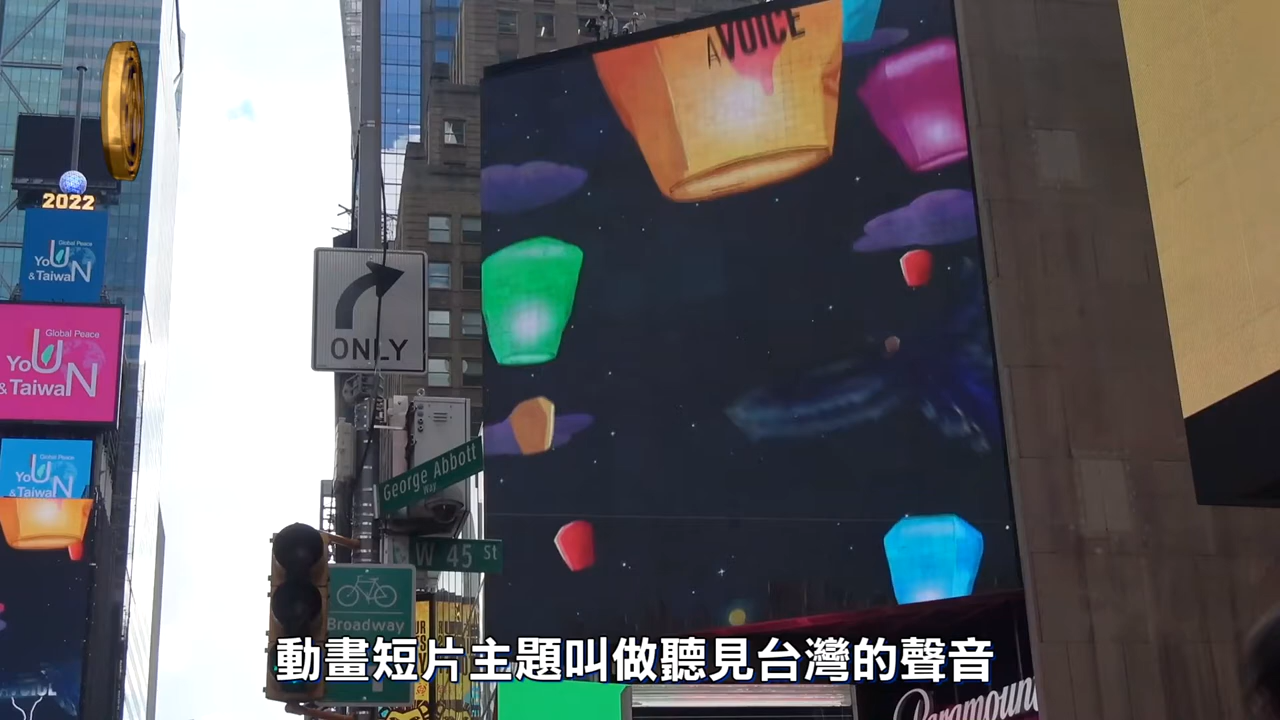 A VOICE
2022
Global Peace
YoUN
&Taiwan
Global Peace
YoUN
&Taiwan
YoUN
&Taiwan
ONLY
George Abbott
Way
W 45 St
Broadway
動畫短片主題叫做聽見台灣的聲音
Paramount